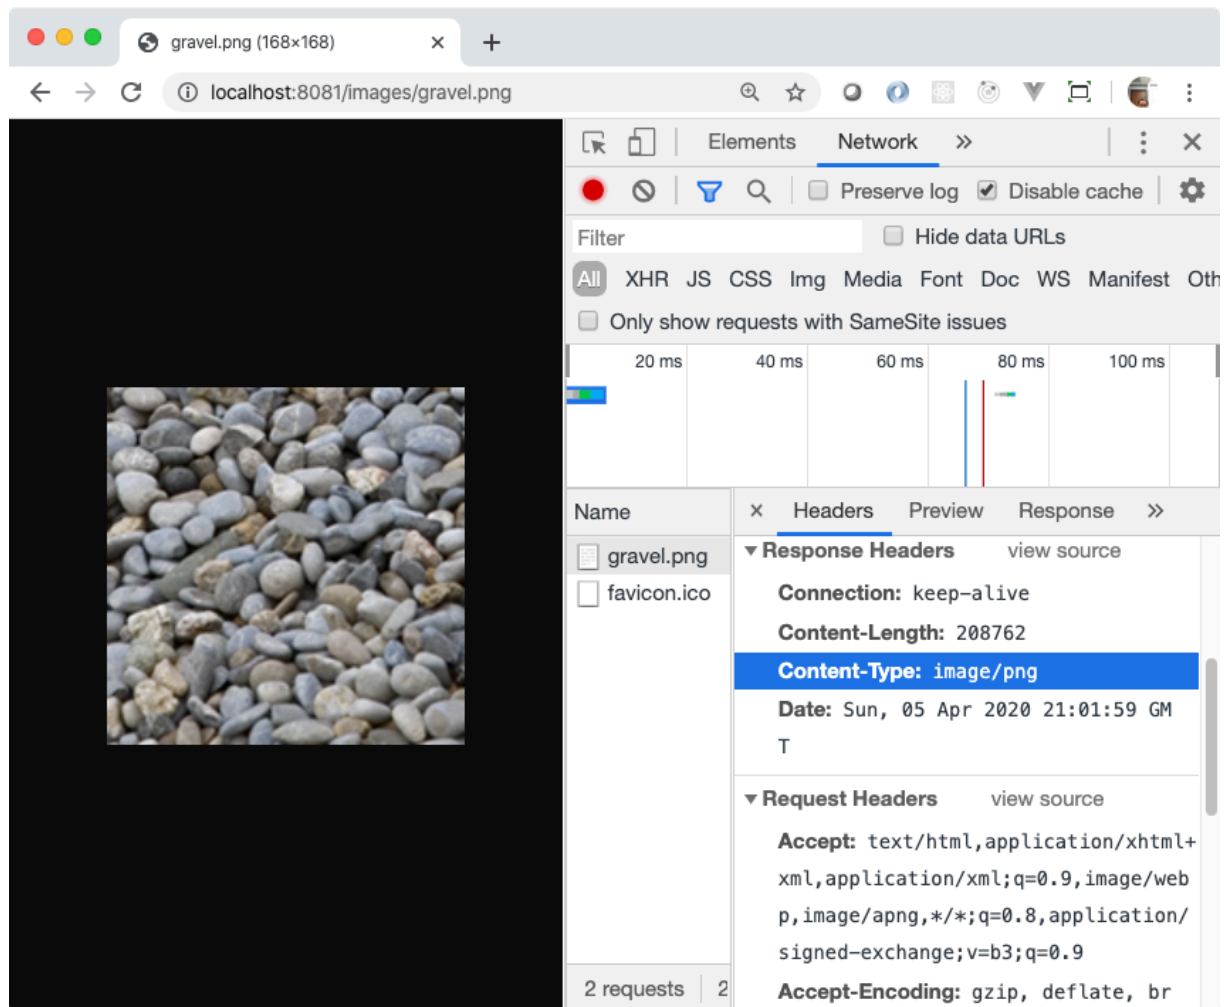 gravel.png (168×168)
localhost:8081/images/gravel.png
Elements Network
Preserve log Disable cache
Filter Hide data URLs
All XHR JS CSS Img Media Font Doc WS Manifest Oth
Only show requests with SameSite issues
20 ms 40 ms 60 ms 80 ms 100 ms
Name
gravel.png
favicon.ico
2 requests 2
Headers Preview Response
Response Headers view source
Connection: keep-alive
Content-Length: 208762
Content-Type: image/png
Date: Sun, 05 Apr 2020 21:01:59 GM
T
Request Headers view source
Accept: text/html,application/xhtml+
xml,application/xml;q=0.9,image/web
p,image/apng,*/*;q=0.8,application/
signed-exchange;v=b3;q=0.9
Accept-Encoding: gzip, deflate, br